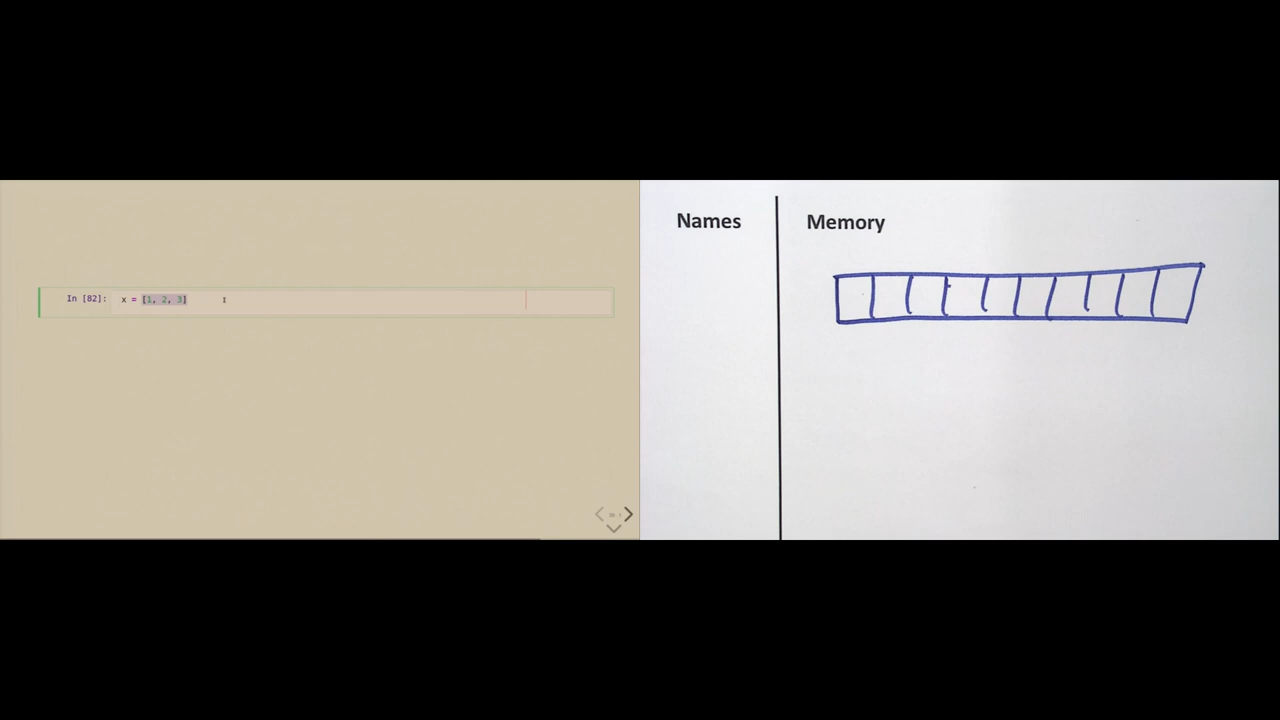 In [82]: x = [1, 2, 3]
Names
Memory